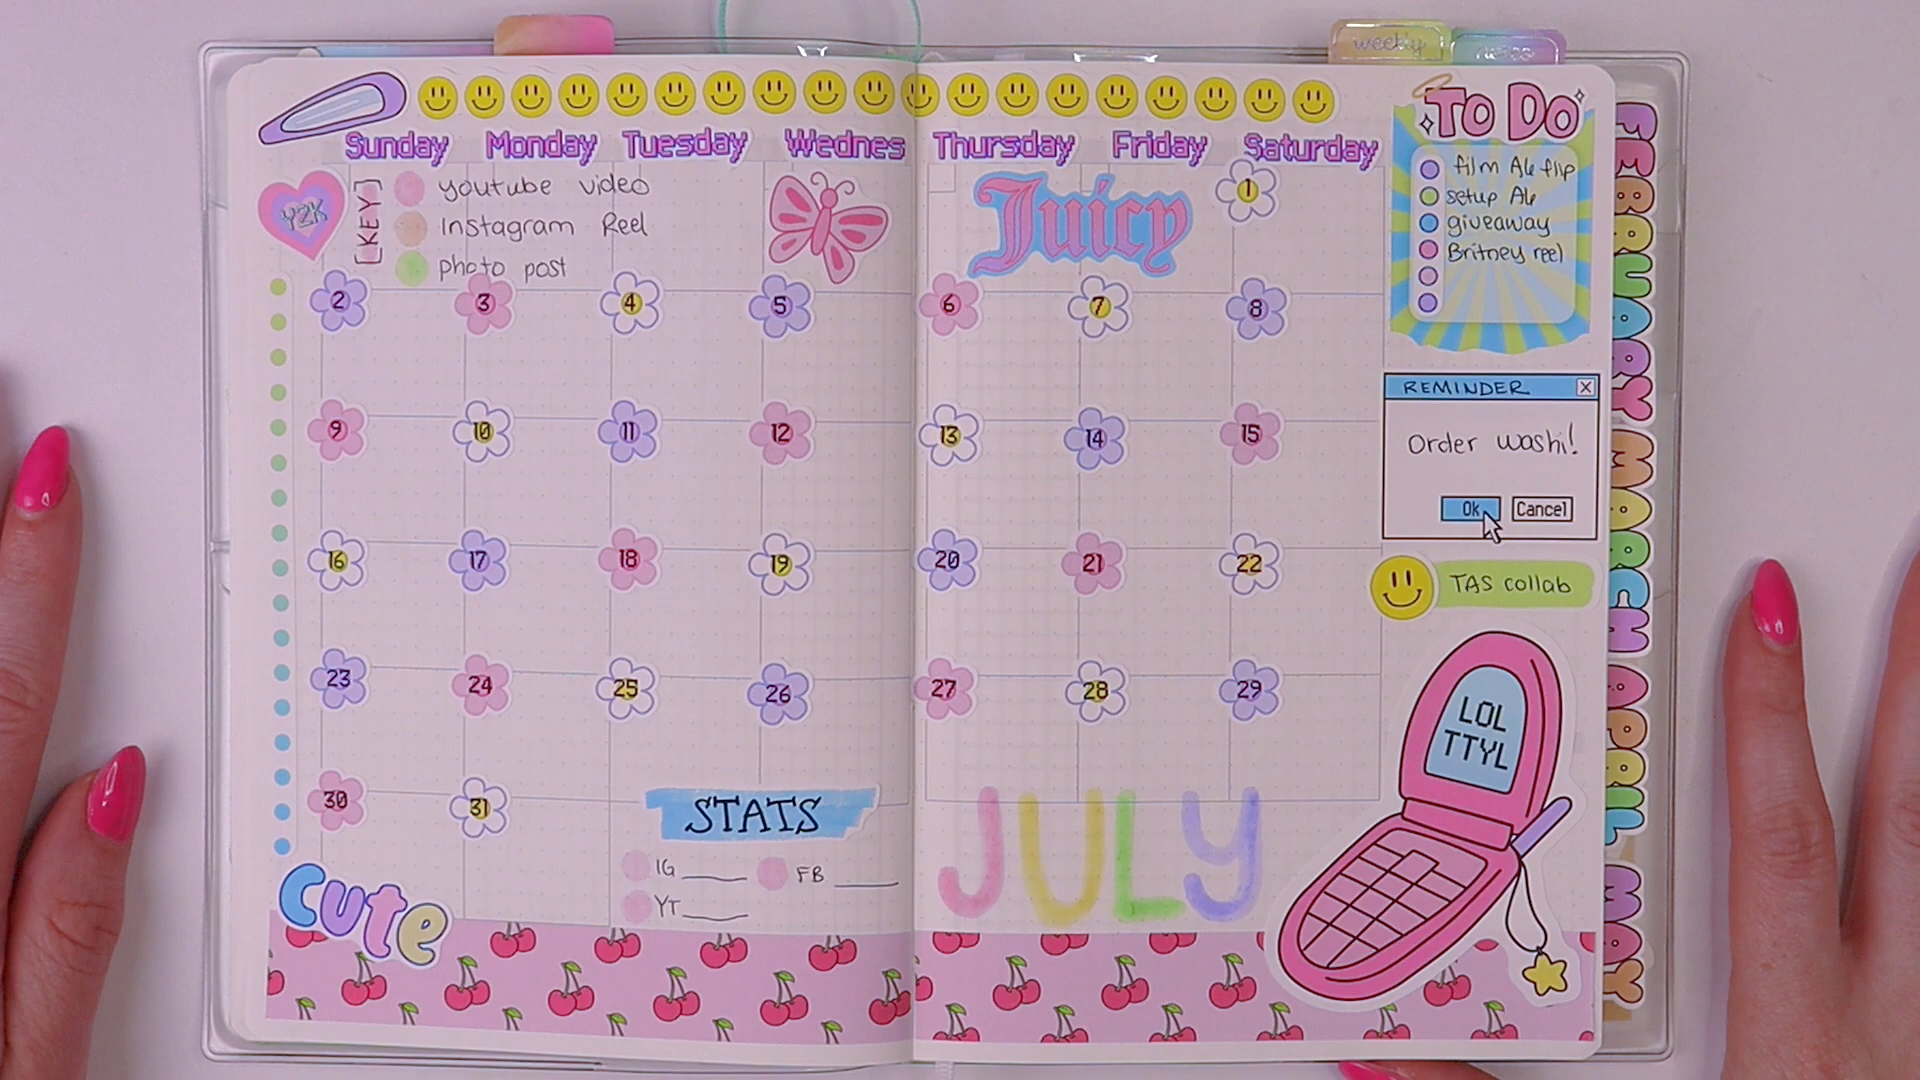 weekly
TO DO
Sunday Monday Tuesday Wednes Thursday Friday Saturday
Y2K
[KEY]
youtube video
Instagram Reel
photo post
Juicy
film A6 flip
setup A6
giveaway
Britney reel
1
2 3 4 5 6 7 8
9 10 11 12 13 14 15
16 17 18 19 20 21 22
23 24 25 26 27 28 29
30 31
REMINDER X
Order washi!
Ok Cancel
TAS collab
LOL
TTYL
STATS
IG FB
YT
JULY
cute
FEBRUARY
MARCH
APRIL
MAY